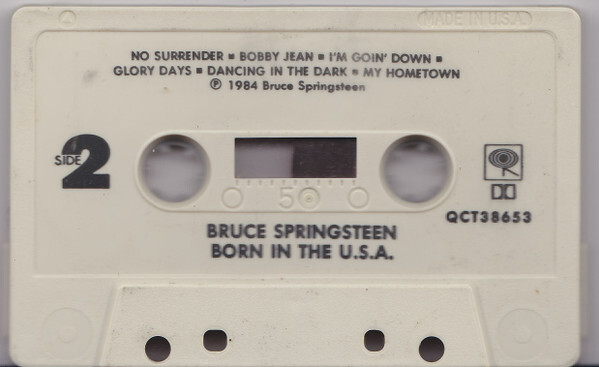 MADE IN U.S.A.
NO SURRENDER ▪ BOBBY JEAN ▪ I'M GOIN' DOWN ▪
GLORY DAYS ▪ DANCING IN THE DARK ▪ MY HOMETOWN
℗ 1984 Bruce Springsteen
SIDE 2
5
QCT38653
BRUCE SPRINGSTEEN
BORN IN THE U.S.A.